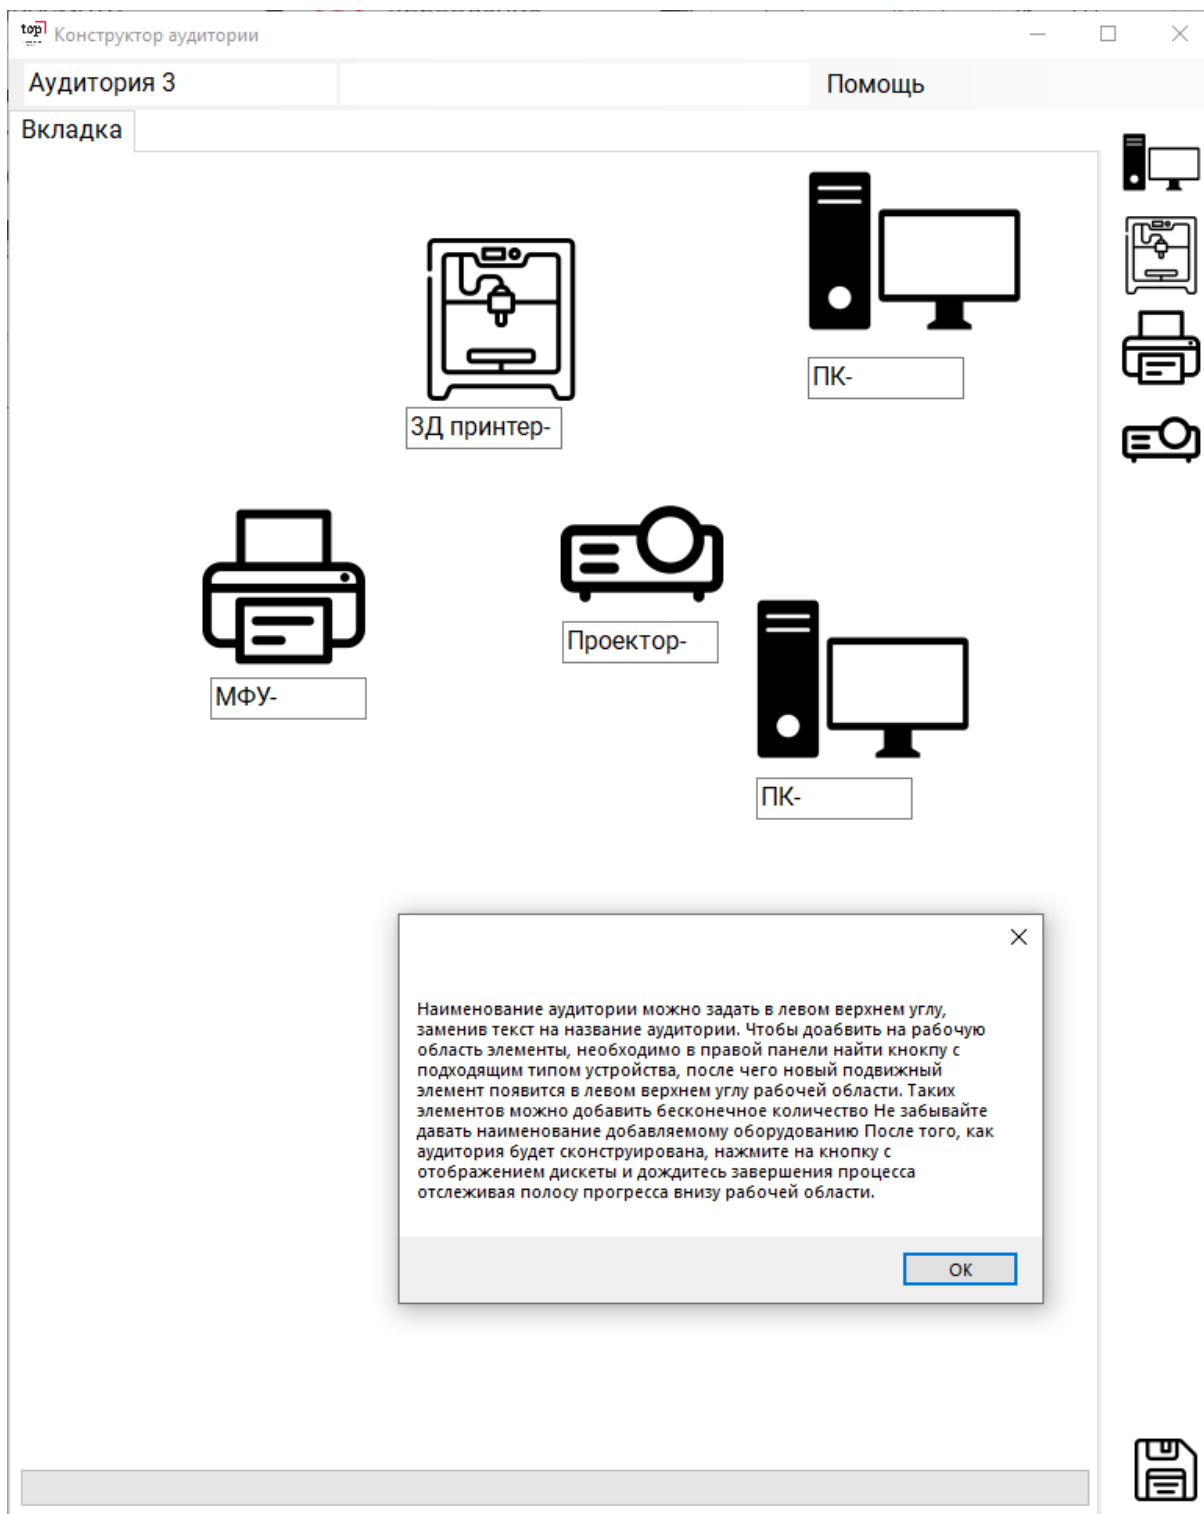 top
Конструктор аудитории
Аудитория 3
Помощь
Вкладка
ПК-
3Д принтер-
Проектор-
МФУ-
ПК-
Наименование аудитории можно задать в левом верхнем углу,
заменив текст на название аудитории. Чтобы доабвить на рабочую
область элементы, необходимо в правой панели найти кнокпу с
подходящим типом устройства, после чего новый подвижный
элемент появится в левом верхнем углу рабочей области. Таких
элементов можно добавить бесконечное количество Не забывайте
давать наименование добавляемому оборудованию После того, как
аудитория будет сконструирована, нажмите на кнопку с
отображением дискеты и дождитесь завершения процесса
отслеживая полосу прогресса внизу рабочей области.
ОК